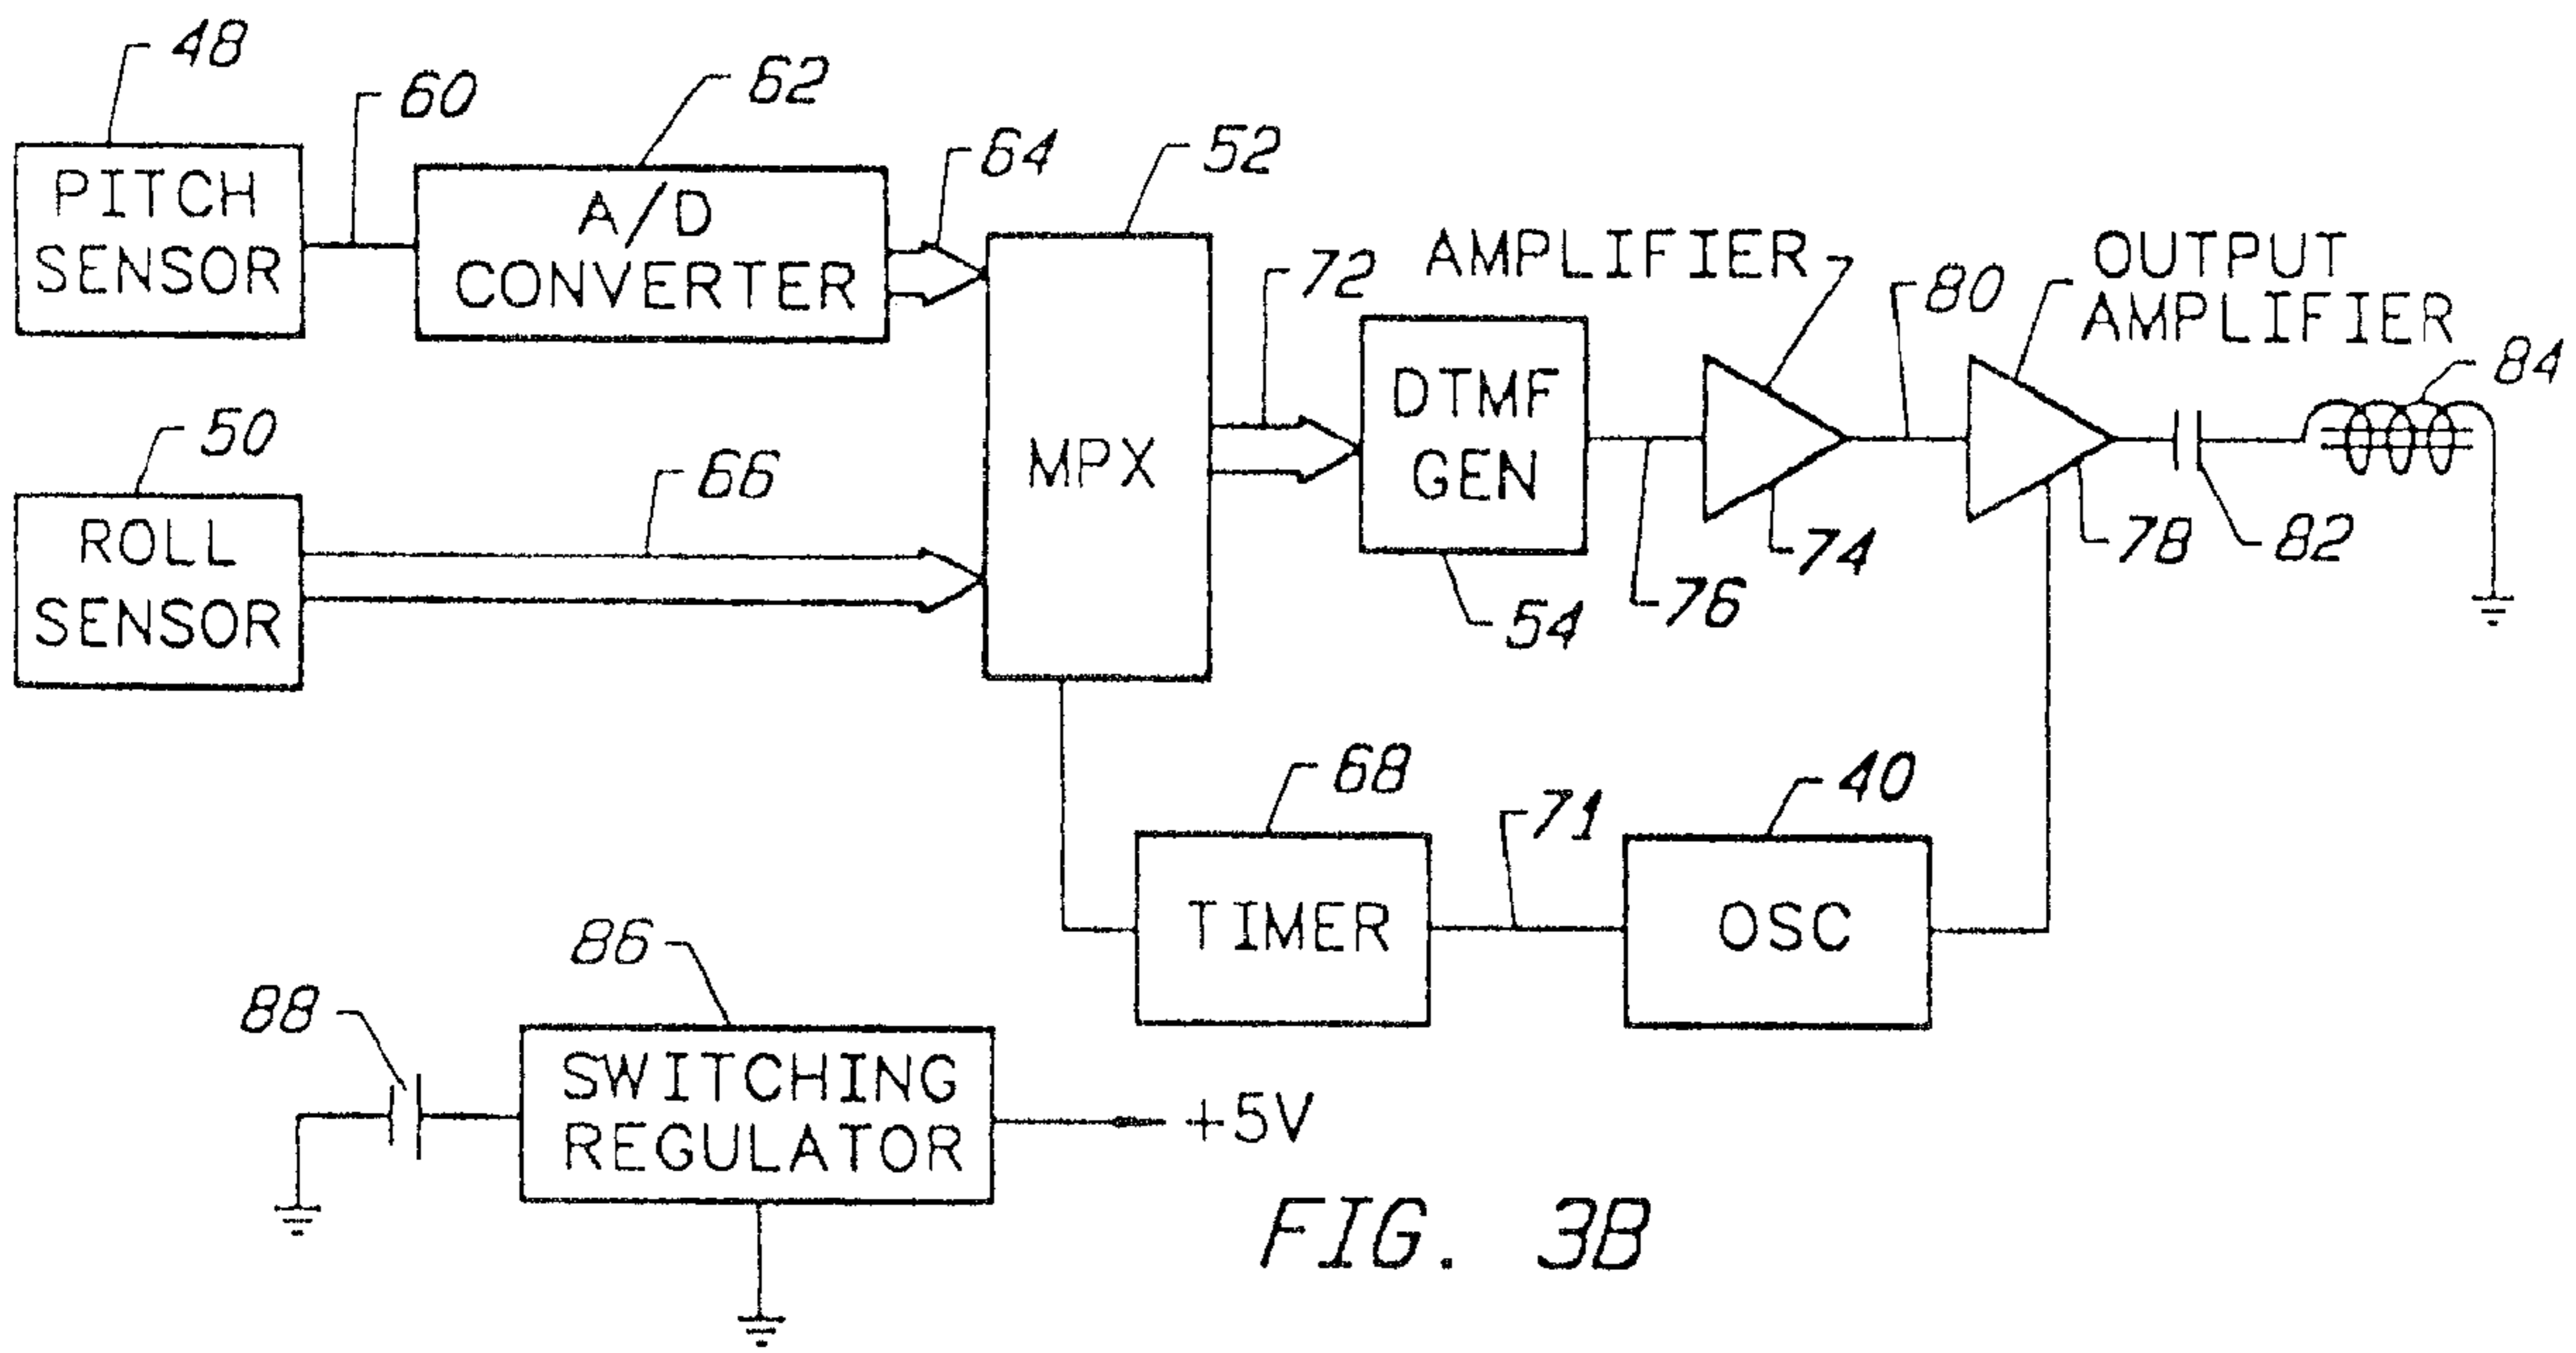 48
60
62
64
52
PITCH
SENSOR
A/D
CONVERTER
72
AMPLIFIER
80
OUTPUT
AMPLIFIER
84
50
66
ROLL
SENSOR
MPX
DTMF
GEN
54
76
74
78
82
68
71
40
TIMER
OSC
86
88
SWITCHING
REGULATOR
+5V
FIG. 3B